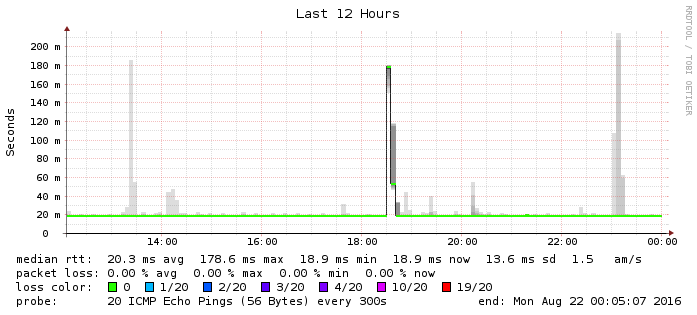 Last 12 Hours
RRDTOOL / TOBI OETIKER
Seconds
200 m
180 m
160 m
140 m
120 m
100 m
80 m
60 m
40 m
20 m
0
14:00 16:00 18:00 20:00 22:00 00:00
median rtt: 20.3 ms avg 178.6 ms max 18.9 ms min 18.9 ms now 13.6 ms sd 1.5 am/s
packet loss: 0.00 % avg 0.00 % max 0.00 % min 0.00 % now
loss color: 0 1/20 2/20 3/20 4/20 10/20 19/20
probe: 20 ICMP Echo Pings (56 Bytes) every 300s end: Mon Aug 22 00:05:07 2016